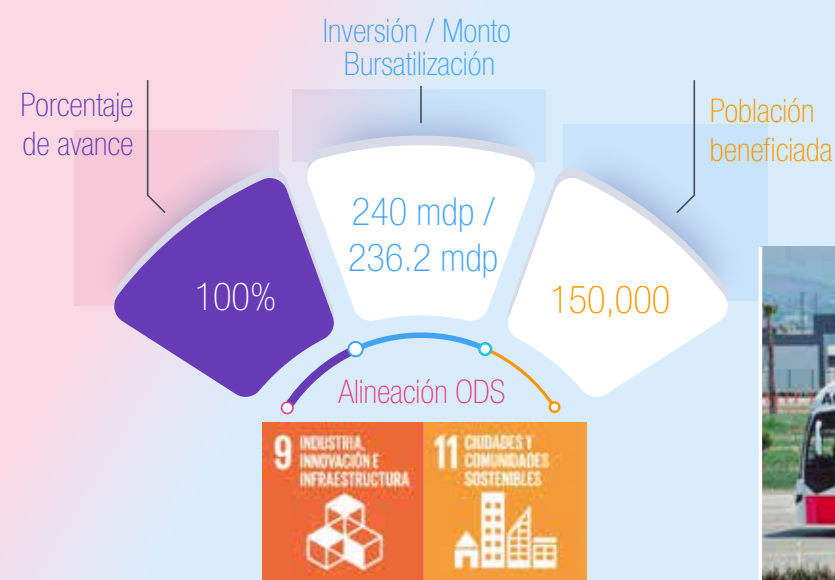 Inversión / Monto
Bursatilización
Porcentaje
de avance
Población
beneficiada
240 mdp /
236.2 mdp
100%
150,000
Alineación ODS
9 INDUSTRIA,
INNOVACIÓN E
INFRAESTRUCTURA
11 CIUDADES Y
COMUNIDADES
SOSTENIBLES